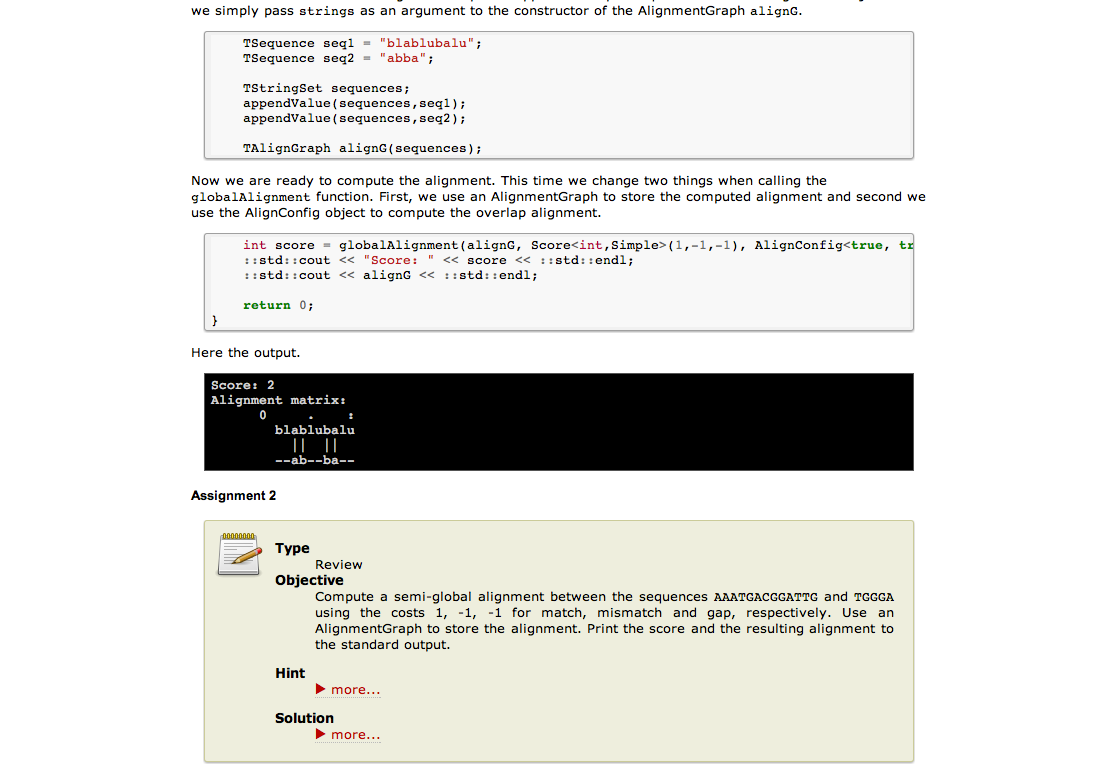 we simply pass strings as an argument to the constructor of the AlignmentGraph alignG.
TSequence seq1 = "blablubalu";
TSequence seq2 = "abba";
TStringSet sequences;
appendValue(sequences,seq1);
appendValue(sequences,seq2);
TAlignGraph alignG(sequences);
Now we are ready to compute the alignment. This time we change two things when calling the
globalAlignment function. First, we use an AlignmentGraph to store the computed alignment and second we
use the AlignConfig object to compute the overlap alignment.
int score = globalAlignment(alignG, Score<int,Simple>(1,-1,-1), AlignConfig<true, tr
::std::cout << "Score: " << score << ::std::endl;
::std::cout << alignG << ::std::endl;
return 0;
}
Here the output.
Score: 2
Alignment matrix:
0 . :
blablubalu
|| ||
--ab--ba--
Assignment 2
Type
Review
Objective
Compute a semi-global alignment between the sequences AAATGACGGATTG and TGGGA
using the costs 1, -1, -1 for match, mismatch and gap, respectively. Use an
AlignmentGraph to store the alignment. Print the score and the resulting alignment to
the standard output.
Hint
▶ more...
Solution
▶ more...